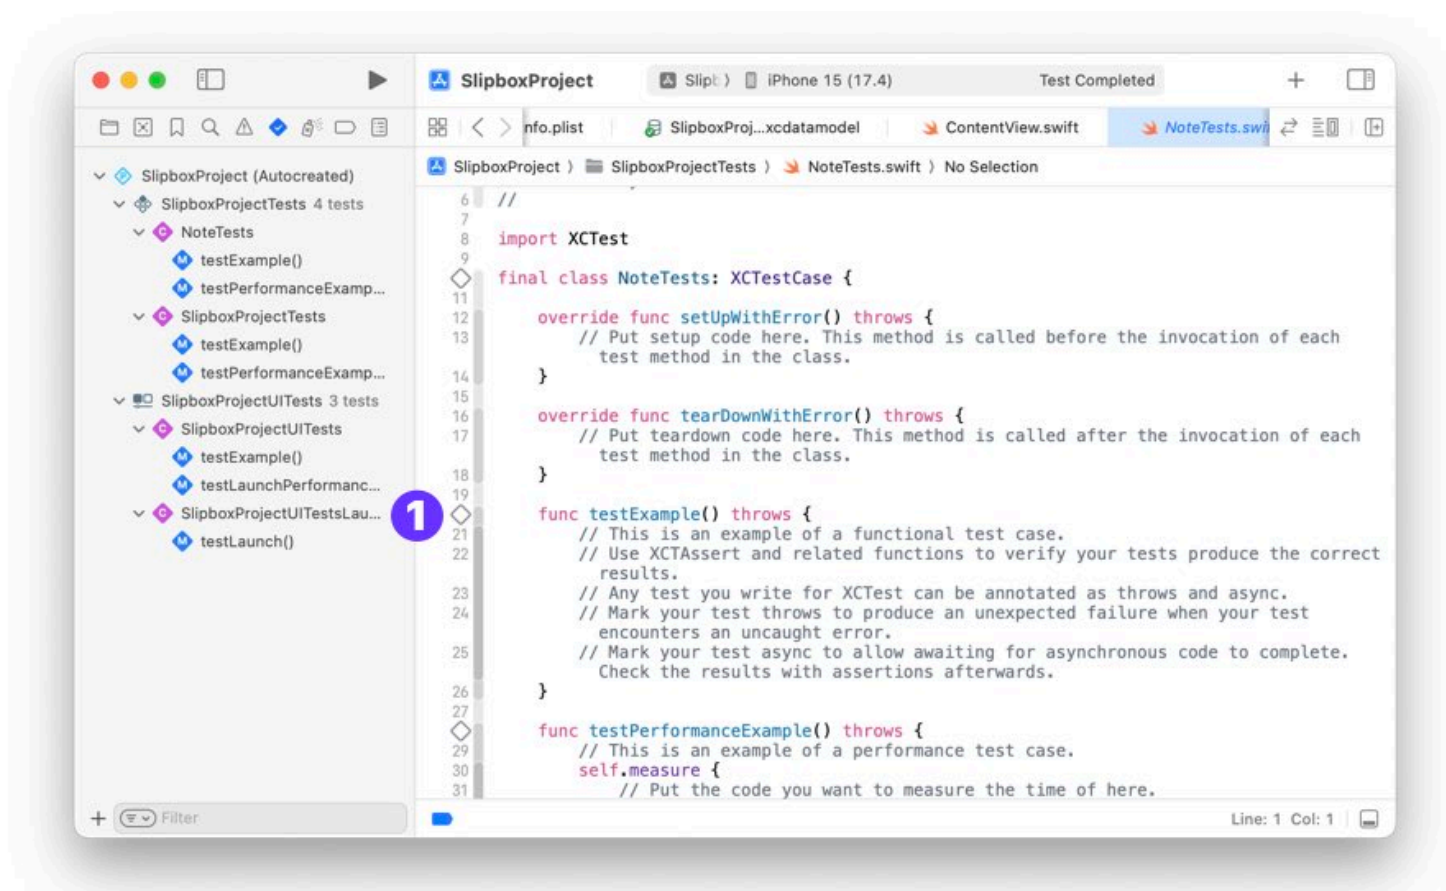 SlipboxProject
Slipb
iPhone 15 (17.4)
Test Completed
nfo.plist
SlipboxProj...xcdatamodel
ContentView.swift
NoteTests.swif
SlipboxProject
SlipboxProjectTests
NoteTests.swift
No Selection
SlipboxProject (Autocreated)
SlipboxProjectTests 4 tests
C NoteTests
M testExample()
M testPerformanceExamp...
C SlipboxProjectTests
M testExample()
M testPerformanceExamp...
SlipboxProjectUITests 3 tests
C SlipboxProjectUITests
M testExample()
M testLaunchPerformanc...
C SlipboxProjectUITestsLau...
M testLaunch()
Filter
1
6 //
7
8 import XCTest
9
final class NoteTests: XCTestCase {
11
12 override func setUpWithError() throws {
13 // Put setup code here. This method is called before the invocation of each
test method in the class.
14 }
15
16 override func tearDownWithError() throws {
17 // Put teardown code here. This method is called after the invocation of each
test method in the class.
18 }
19
func testExample() throws {
21 // This is an example of a functional test case.
22 // Use XCTAssert and related functions to verify your tests produce the correct
results.
23 // Any test you write for XCTest can be annotated as throws and async.
24 // Mark your test throws to produce an unexpected failure when your test
encounters an uncaught error.
25 // Mark your test async to allow awaiting for asynchronous code to complete.
Check the results with assertions afterwards.
26 }
27
func testPerformanceExample() throws {
29 // This is an example of a performance test case.
30 self.measure {
31 // Put the code you want to measure the time of here.
Line: 1 Col: 1